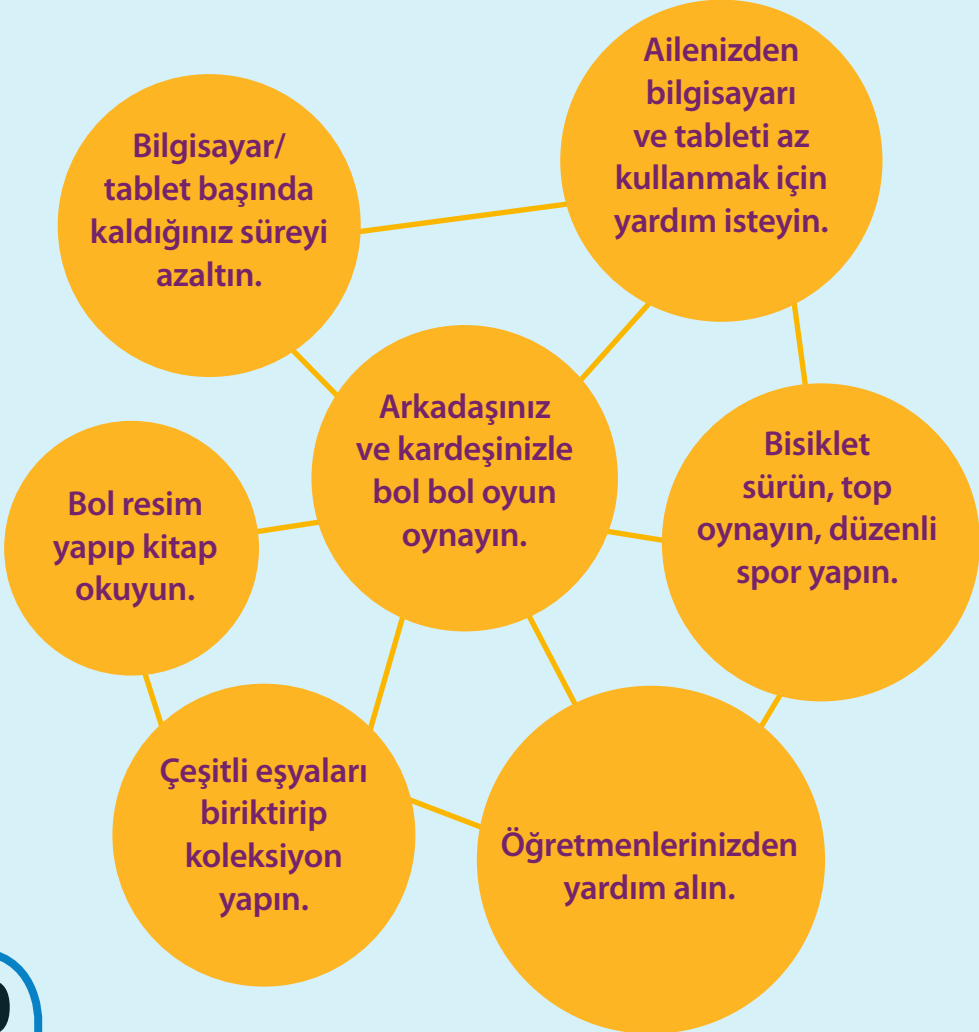 Ailenizden
bilgisayarı
ve tableti az
kullanmak için
yardım isteyin.
Bilgisayar/
tablet başında
kaldığınız süreyi
azaltın.
Arkadaşınız
ve kardeşinizle
bol bol oyun
oynayın.
Bisiklet
sürün, top
oynayın, düzenli
spor yapın.
Bol resim
yapıp kitap
okuyun.
Çeşitli eşyaları
biriktirip
koleksiyon
yapın.
Öğretmenlerinizden
yardım alın.